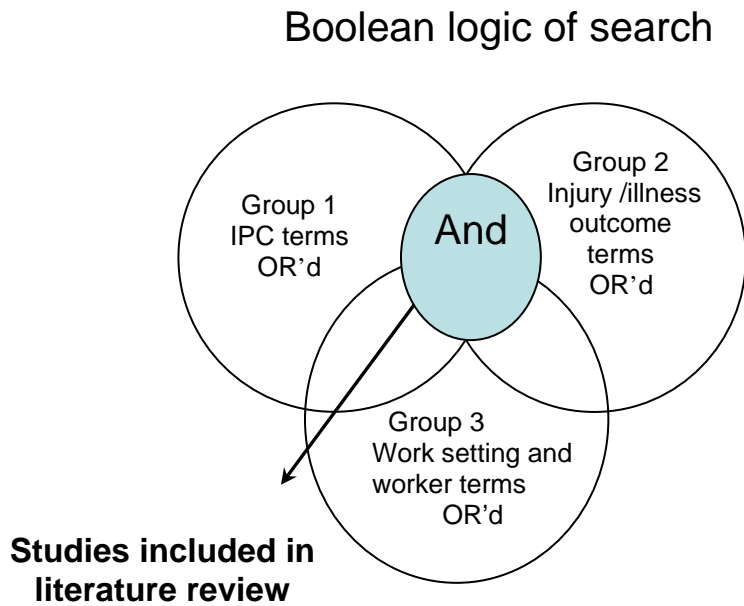 Boolean logic of search
Group 1
IPC terms
OR’d
And
Group 2
Injury /illness
outcome
terms
OR’d
Group 3
Work setting and
worker terms
OR’d
Studies included in
literature review